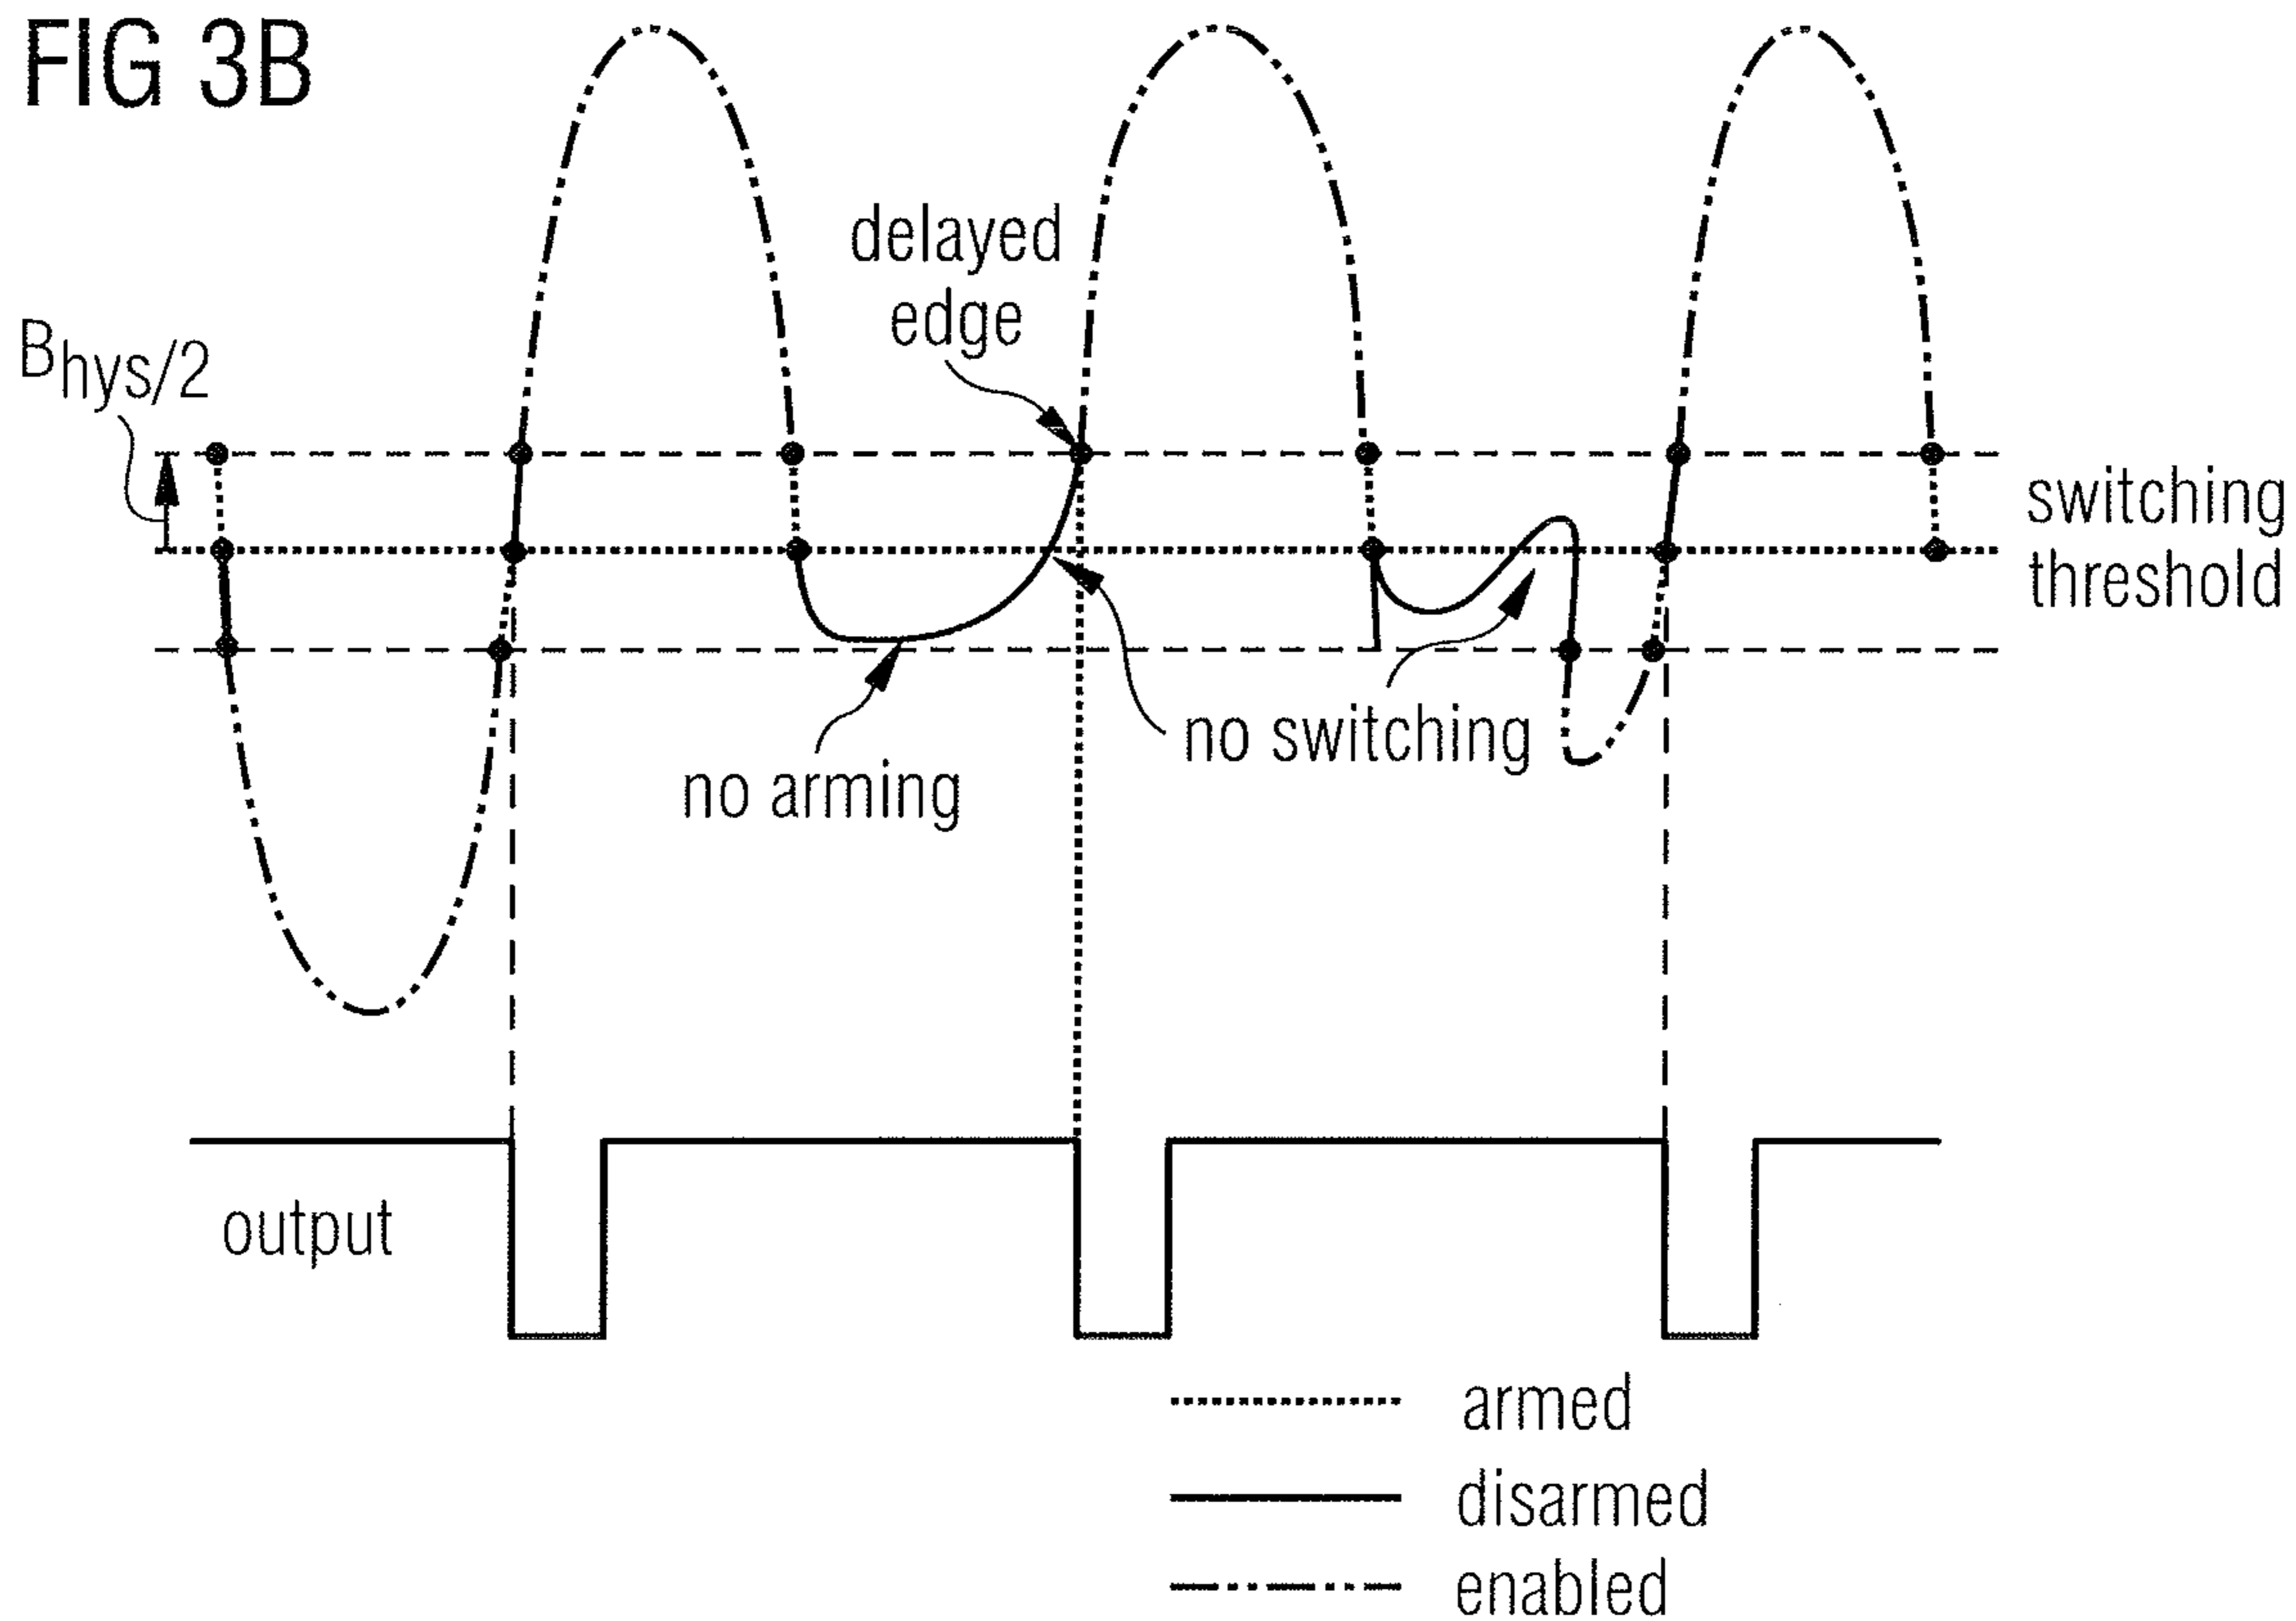 FIG 3B
delayed
edge
Bhys/2
switching
threshold
no switching
no arming
output
armed
disarmed
enabled